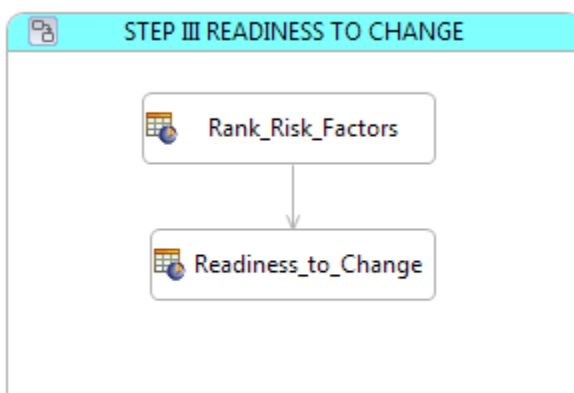 STEP III READINESS TO CHANGE
Rank_Risk_Factors
Readiness_to_Change